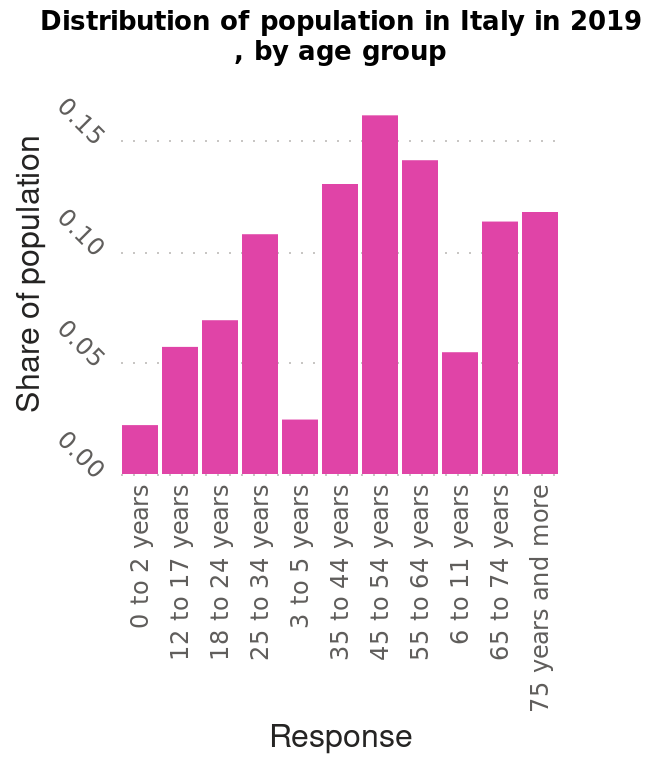 Distribution of population in Italy in 2019
, by age group
Share of population
0.15
0.10
0.05
0.00
0 to 2 years
12 to 17 years
18 to 24 years
25 to 34 years
3 to 5 years
35 to 44 years
45 to 54 years
55 to 64 years
6 to 11 years
65 to 74 years
75 years and more
Response